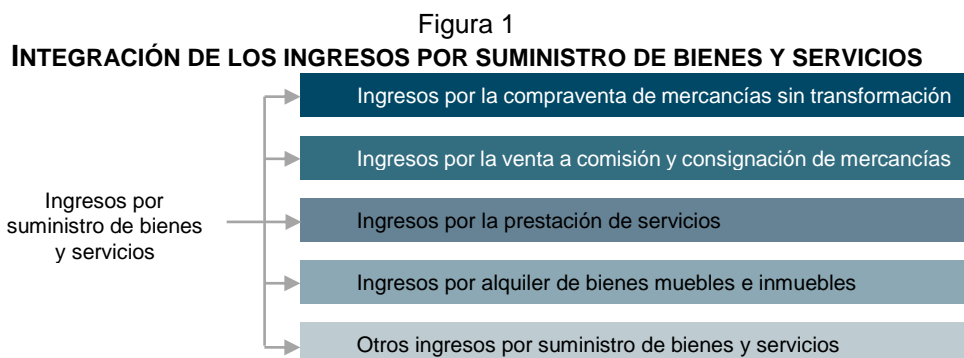 Figura 1
INTEGRACIÓN DE LOS INGRESOS POR SUMINISTRO DE BIENES Y SERVICIOS
Ingresos por
suministro de bienes
y servicios
Ingresos por la compraventa de mercancías sin transformación
Ingresos por la venta a comisión y consignación de mercancías
Ingresos por la prestación de servicios
Ingresos por alquiler de bienes muebles e inmuebles
Otros ingresos por suministro de bienes y servicios